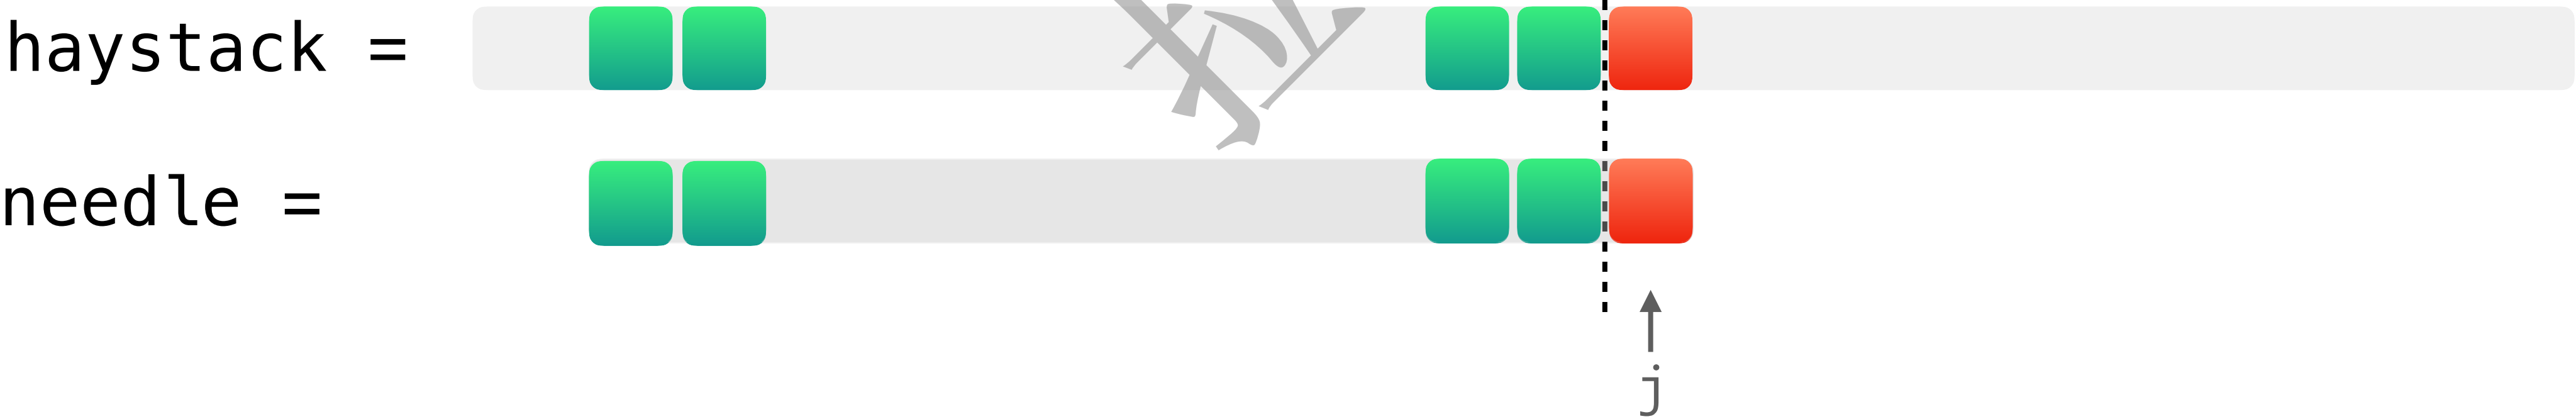 haystack =
needle =
j